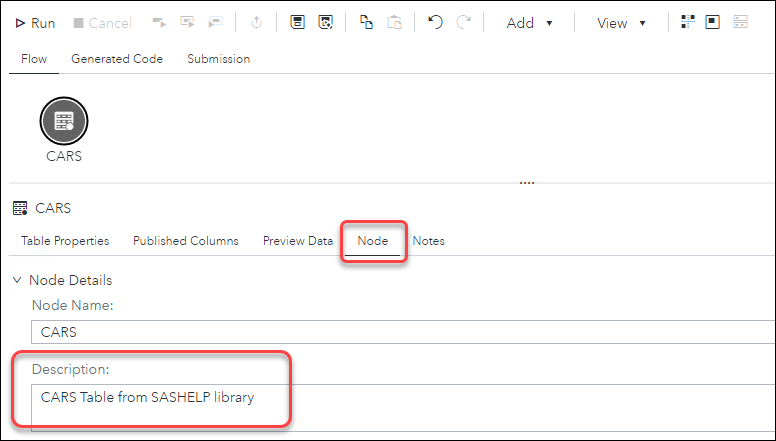 Run Cancel Add View
Flow Generated Code Submission
CARS
CARS
Table Properties Published Columns Preview Data Node Notes
Node Details
Node Name:
CARS
Description:
CARS Table from SASHELP library